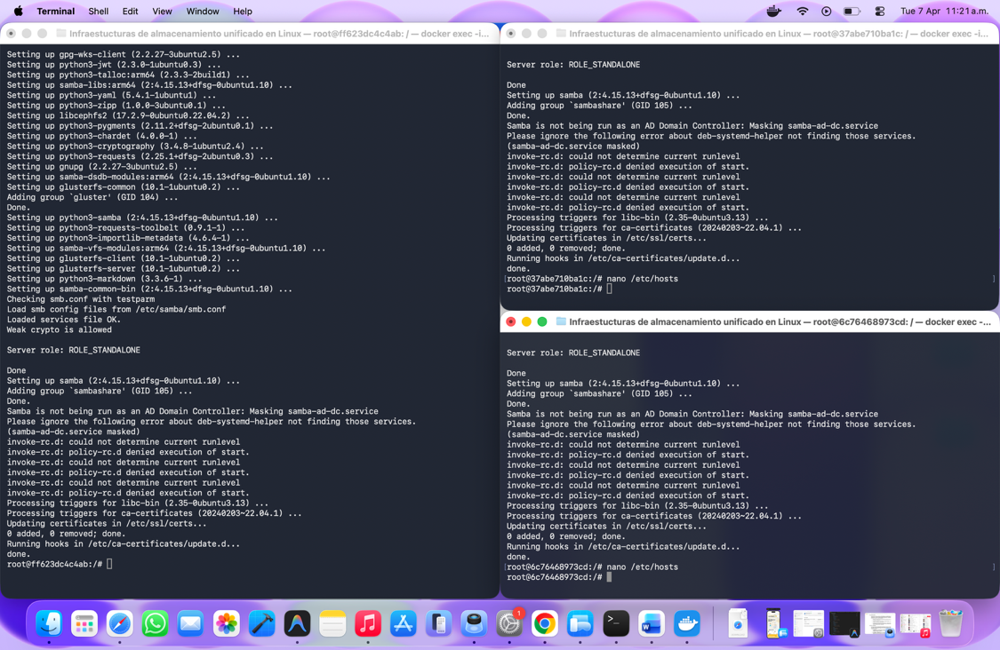 Terminal Shell Edit View Window Help Tue 7 Apr 11:21 a.m.
Infraestucturas de almacenamiento unificado en Linux — root@ff623dc4c4ab: / — docker exec -i...
Setting up gpg-wks-client (2.2.27-3ubuntu2.5) ...
Setting up python3-jwt (2.3.0-1ubuntu0.3) ...
Setting up python3-talloc:arm64 (2.3.3-2build1) ...
Setting up samba-libs:arm64 (2:4.15.13+dfsg-0ubuntu1.10) ...
Setting up python3-yaml (5.4.1-1ubuntu1) ...
Setting up python3-zipp (1.0.0-3ubuntu0.1) ...
Setting up libcephfs2 (17.2.9-0ubuntu0.22.04.2) ...
Setting up python3-pygments (2.11.2+dfsg-2ubuntu0.1) ...
Setting up python3-chardet (4.0.0-1) ...
Setting up python3-cryptography (3.4.8-1ubuntu2.4) ...
Setting up python3-requests (2.25.1+dfsg-2ubuntu0.3) ...
Setting up gnupg (2.2.27-3ubuntu2.5) ...
Setting up samba-dsdb-modules:arm64 (2:4.15.13+dfsg-0ubuntu1.10) ...
Setting up glusterfs-common (10.1-1ubuntu0.2) ...
Adding group `gluster' (GID 104) ...
Done.
Setting up python3-samba (2:4.15.13+dfsg-0ubuntu1.10) ...
Setting up python3-requests-toolbelt (0.9.1-1) ...
Setting up python3-importlib-metadata (4.6.4-1) ...
Setting up samba-vfs-modules:arm64 (2:4.15.13+dfsg-0ubuntu1.10) ...
Setting up glusterfs-client (10.1-1ubuntu0.2) ...
Setting up glusterfs-server (10.1-1ubuntu0.2) ...
Setting up python3-markdown (3.3.6-1) ...
Setting up samba-common-bin (2:4.15.13+dfsg-0ubuntu1.10) ...
Checking smb.conf with testparm
Load smb config files from /etc/samba/smb.conf
Loaded services file OK.
Weak crypto is allowed
Server role: ROLE_STANDALONE
Done
Setting up samba (2:4.15.13+dfsg-0ubuntu1.10) ...
Adding group `sambashare' (GID 105) ...
Done.
Samba is not being run as an AD Domain Controller: Masking samba-ad-dc.service
Please ignore the following error about deb-systemd-helper not finding those services.
(samba-ad-dc.service masked)
invoke-rc.d: could not determine current runlevel
invoke-rc.d: policy-rc.d denied execution of start.
invoke-rc.d: could not determine current runlevel
invoke-rc.d: policy-rc.d denied execution of start.
invoke-rc.d: could not determine current runlevel
invoke-rc.d: policy-rc.d denied execution of start.
Processing triggers for libc-bin (2.35-0ubuntu3.13) ...
Processing triggers for ca-certificates (20240203~22.04.1) ...
Updating certificates in /etc/ssl/certs...
0 added, 0 removed; done.
Running hooks in /etc/ca-certificates/update.d...
done.
root@ff623dc4c4ab:/#
Infraestucturas de almacenamiento unificado en Linux — root@37abe710ba1c: / — docker exec -i...
Server role: ROLE_STANDALONE
Done
Setting up samba (2:4.15.13+dfsg-0ubuntu1.10) ...
Adding group `sambashare' (GID 105) ...
Done.
Samba is not being run as an AD Domain Controller: Masking samba-ad-dc.service
Please ignore the following error about deb-systemd-helper not finding those services.
(samba-ad-dc.service masked)
invoke-rc.d: could not determine current runlevel
invoke-rc.d: policy-rc.d denied execution of start.
invoke-rc.d: could not determine current runlevel
invoke-rc.d: policy-rc.d denied execution of start.
invoke-rc.d: could not determine current runlevel
invoke-rc.d: policy-rc.d denied execution of start.
Processing triggers for libc-bin (2.35-0ubuntu3.13) ...
Processing triggers for ca-certificates (20240203~22.04.1) ...
Updating certificates in /etc/ssl/certs...
0 added, 0 removed; done.
Running hooks in /etc/ca-certificates/update.d...
done.
[root@37abe710ba1c:/# nano /etc/hosts ]
root@37abe710ba1c:/#
Infraestucturas de almacenamiento unificado en Linux — root@6c76468973cd: / — docker exec -...
Server role: ROLE_STANDALONE
Done
Setting up samba (2:4.15.13+dfsg-0ubuntu1.10) ...
Adding group `sambashare' (GID 105) ...
Done.
Samba is not being run as an AD Domain Controller: Masking samba-ad-dc.service
Please ignore the following error about deb-systemd-helper not finding those services.
(samba-ad-dc.service masked)
invoke-rc.d: could not determine current runlevel
invoke-rc.d: policy-rc.d denied execution of start.
invoke-rc.d: could not determine current runlevel
invoke-rc.d: policy-rc.d denied execution of start.
invoke-rc.d: could not determine current runlevel
invoke-rc.d: policy-rc.d denied execution of start.
Processing triggers for libc-bin (2.35-0ubuntu3.13) ...
Processing triggers for ca-certificates (20240203~22.04.1) ...
Updating certificates in /etc/ssl/certs...
0 added, 0 removed; done.
Running hooks in /etc/ca-certificates/update.d...
done.
[root@6c76468973cd:/# nano /etc/hosts ]
root@6c76468973cd:/#
1